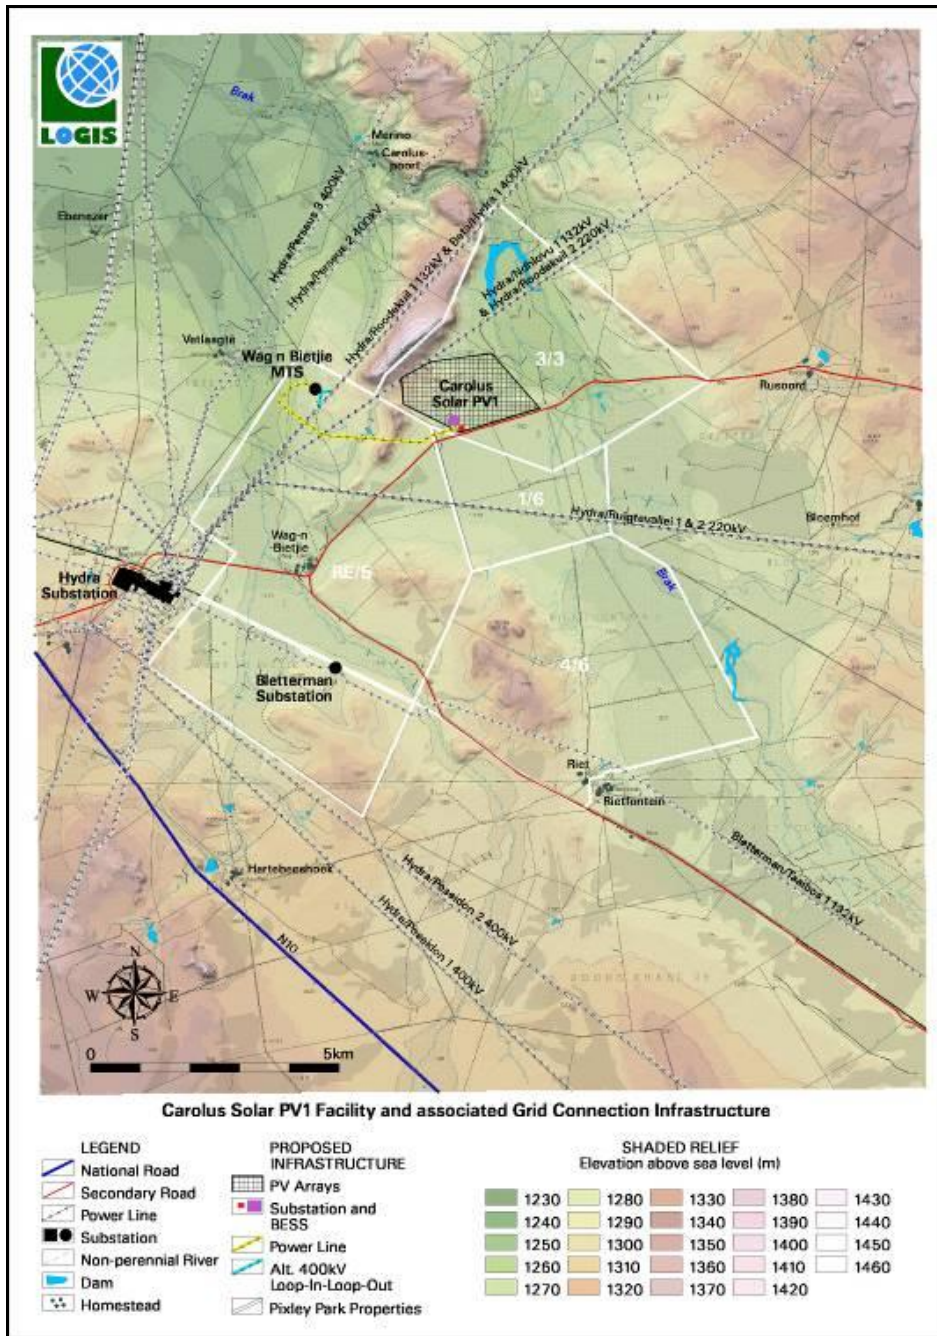 LOGIS
Brak
Merino
Carolus-
poort
Ebenezer
Hydra/Perseus 3 400kV
Hydra/Perseus 2 400kV
Hydra/Roodekuil 1 132kV & Beta/Hydra 1 400kV
Hydra/Ndhlovu 1 132kV
& Hydra/Roodekuil 2 220kV
Vetlaagte
Wag n Bietjie
MTS
3/3
Carolus
Solar PV1
Rusoord
1/6
Hydra/Ruigtevallei 1 & 2 220kV
Bloemhof
Wag-n
Bietjie
RE/5
Hydra
Substation
Brak
4/6
Bletterman
Substation
Riet
Rietfontein
Hartebeeshoek
Bletterman/Taaibos 1 132kV
Hydra/Poseidon 2 400kV
Hydra/Poseidon 1 400kV
N10
N
W
E
S
0
5km
Carolus Solar PV1 Facility and associated Grid Connection Infrastructure
LEGEND
National Road
Secondary Road
Power Line
Substation
Non-perennial River
Dam
Homestead
PROPOSED
INFRASTRUCTURE
PV Arrays
Substation and
BESS
Power Line
Alt. 400kV
Loop-In-Loop-Out
Pixley Park Properties
SHADED RELIEF
Elevation above sea level (m)
1230 1280 1330 1380 1430
1240 1290 1340 1390 1440
1250 1300 1350 1400 1450
1260 1310 1360 1410 1460
1270 1320 1370 1420